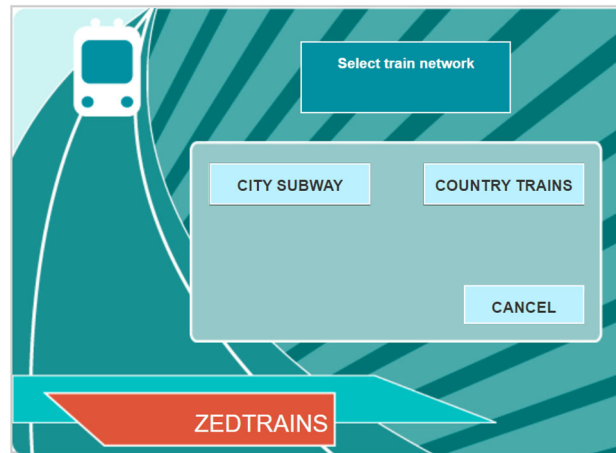 Select train network
CITY SUBWAY
COUNTRY TRAINS
CANCEL
ZEDTRAINS